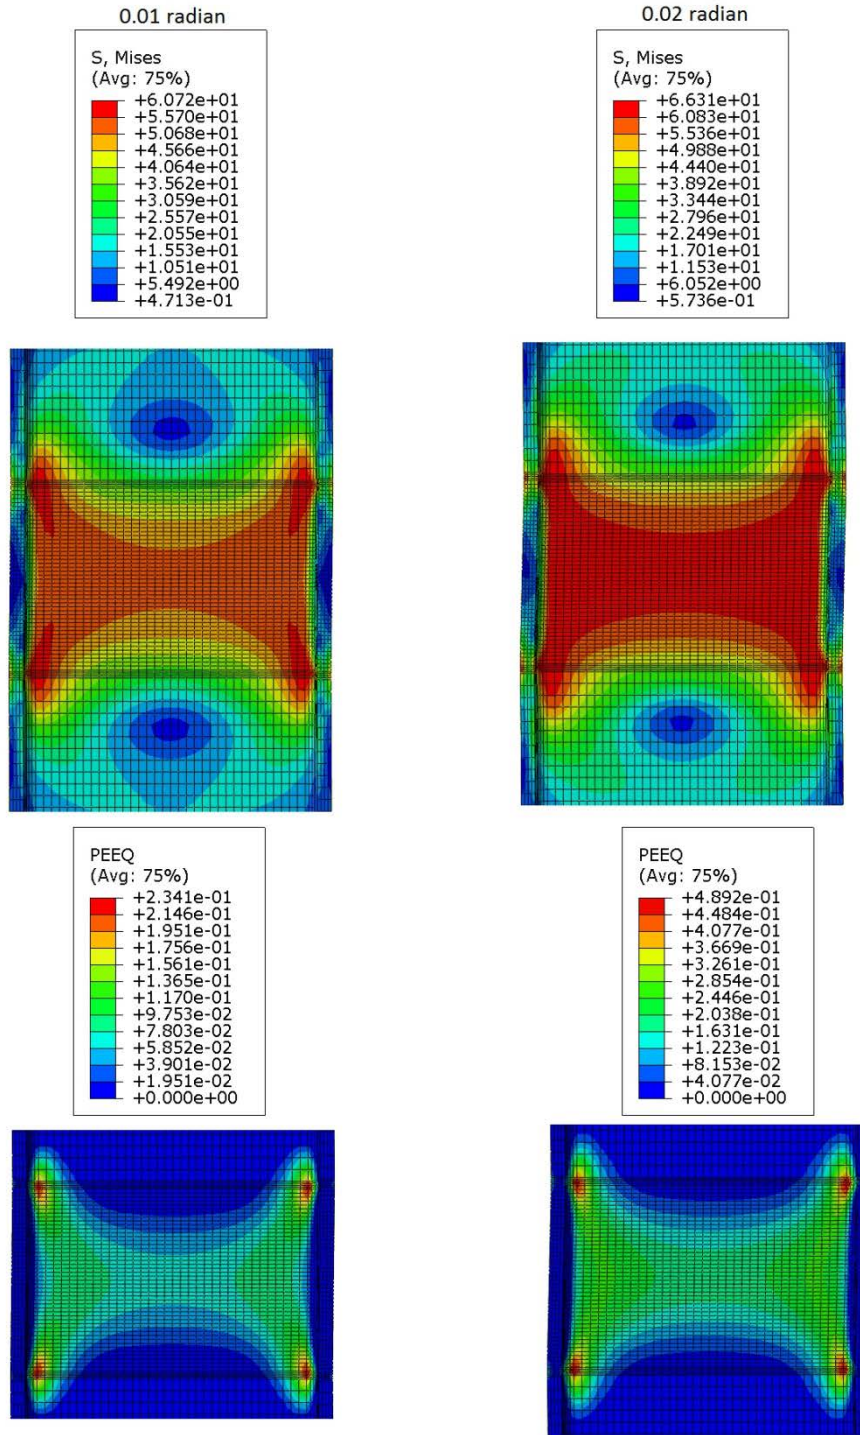 0.01 radian
0.02 radian
S, Mises
(Avg: 75%)
+6.072e+01
+5.570e+01
+5.068e+01
+4.566e+01
+4.064e+01
+3.562e+01
+3.059e+01
+2.557e+01
+2.055e+01
+1.553e+01
+1.051e+01
+5.492e+00
+4.713e-01
S, Mises
(Avg: 75%)
+6.631e+01
+6.083e+01
+5.536e+01
+4.988e+01
+4.440e+01
+3.892e+01
+3.344e+01
+2.796e+01
+2.249e+01
+1.701e+01
+1.153e+01
+6.052e+00
+5.736e-01
PEEQ
(Avg: 75%)
+2.341e-01
+2.146e-01
+1.951e-01
+1.756e-01
+1.561e-01
+1.365e-01
+1.170e-01
+9.753e-02
+7.803e-02
+5.852e-02
+3.901e-02
+1.951e-02
+0.000e+00
PEEQ
(Avg: 75%)
+4.892e-01
+4.484e-01
+4.077e-01
+3.669e-01
+3.261e-01
+2.854e-01
+2.446e-01
+2.038e-01
+1.631e-01
+1.223e-01
+8.153e-02
+4.077e-02
+0.000e+00